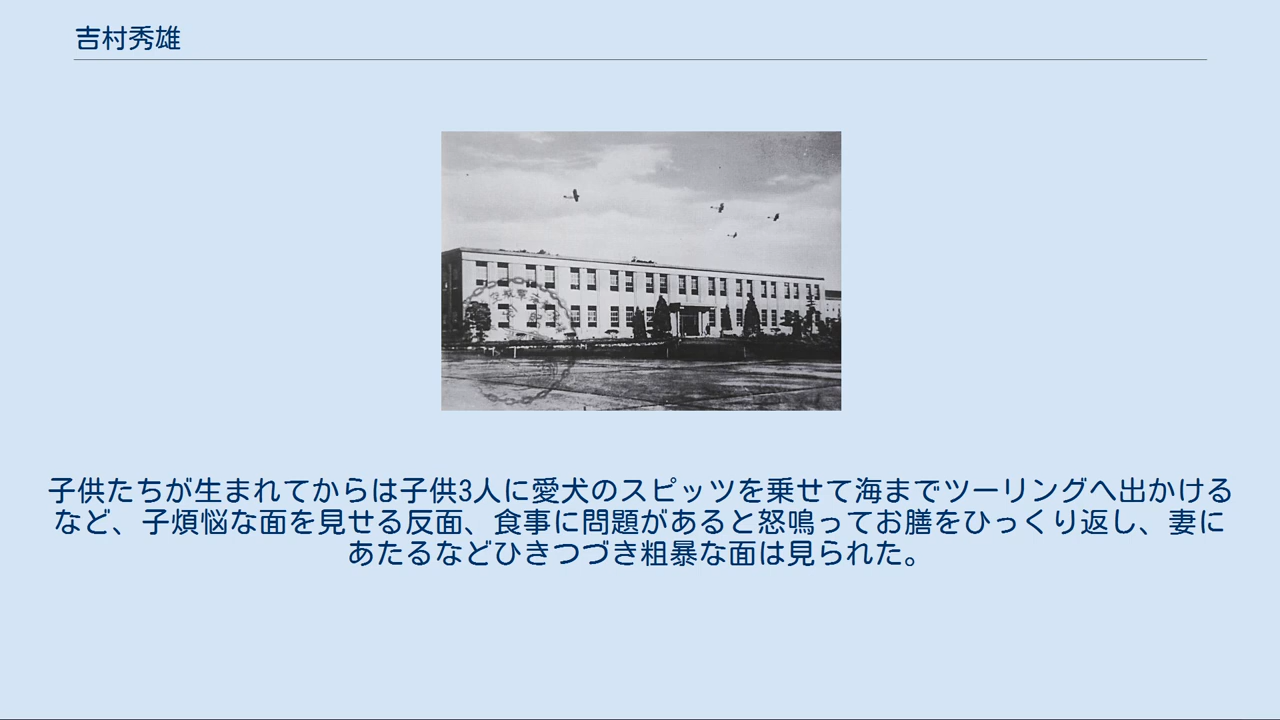 吉村秀雄
子供たちが生まれてからは子供3人に愛犬のスピッツを乗せて海までツーリングへ出かける
など、子煩悩な面を見せる反面、食事に問題があると怒鳴ってお膳をひっくり返し、妻に
あたるなどひきつづき粗暴な面は見られた。